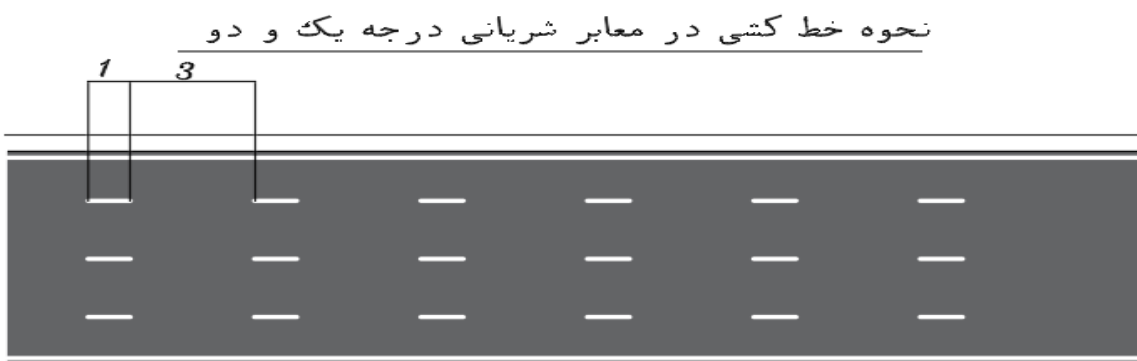 نحوه خط کشی در معابر شریانی درجه یک و دو
1 3